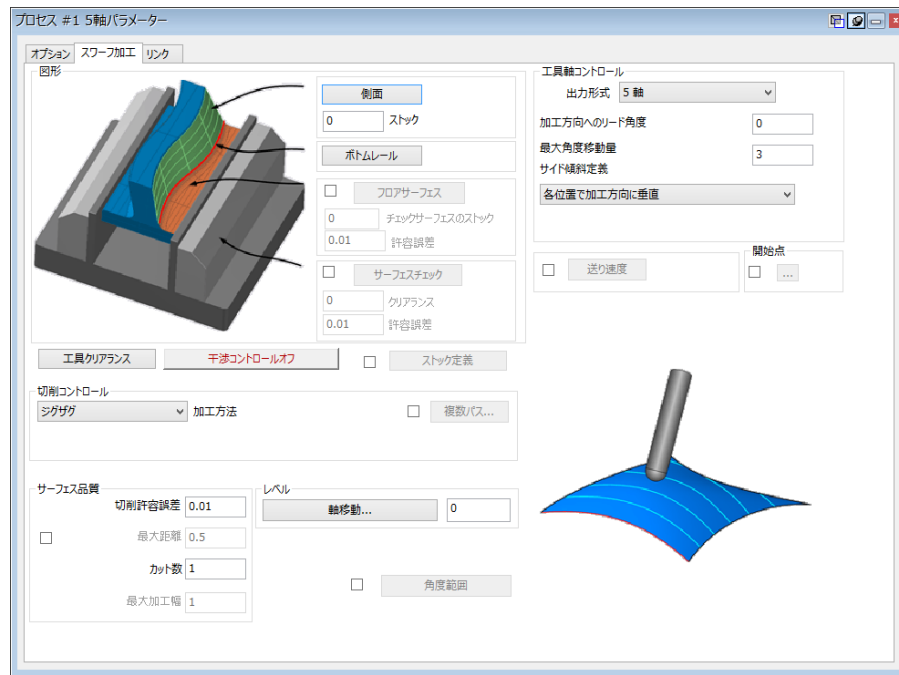 プロセス #1 5軸パラメーター
オプション スワーフ加工 リンク
図形
側面
0 ストック
ボトムレール
フロアサーフェス
0 チェックサーフェスのストック
0.01 許容誤差
サーフェスチェック
0 クリアランス
0.01 許容誤差
工具クリアランス 干渉コントロールオフ ストック定義
切削コントロール
ジグザグ 加工方法 複数パス...
サーフェス品質
切削許容誤差 0.01
最大距離 0.5
カット数 1
最大加工幅 1
レベル
軸移動... 0
角度範囲
工具軸コントロール
出力形式 5 軸
加工方向へのリード角度 0
最大角度移動量 3
サイド傾斜定義
各位置で加工方向に垂直
送り速度
開始点
...